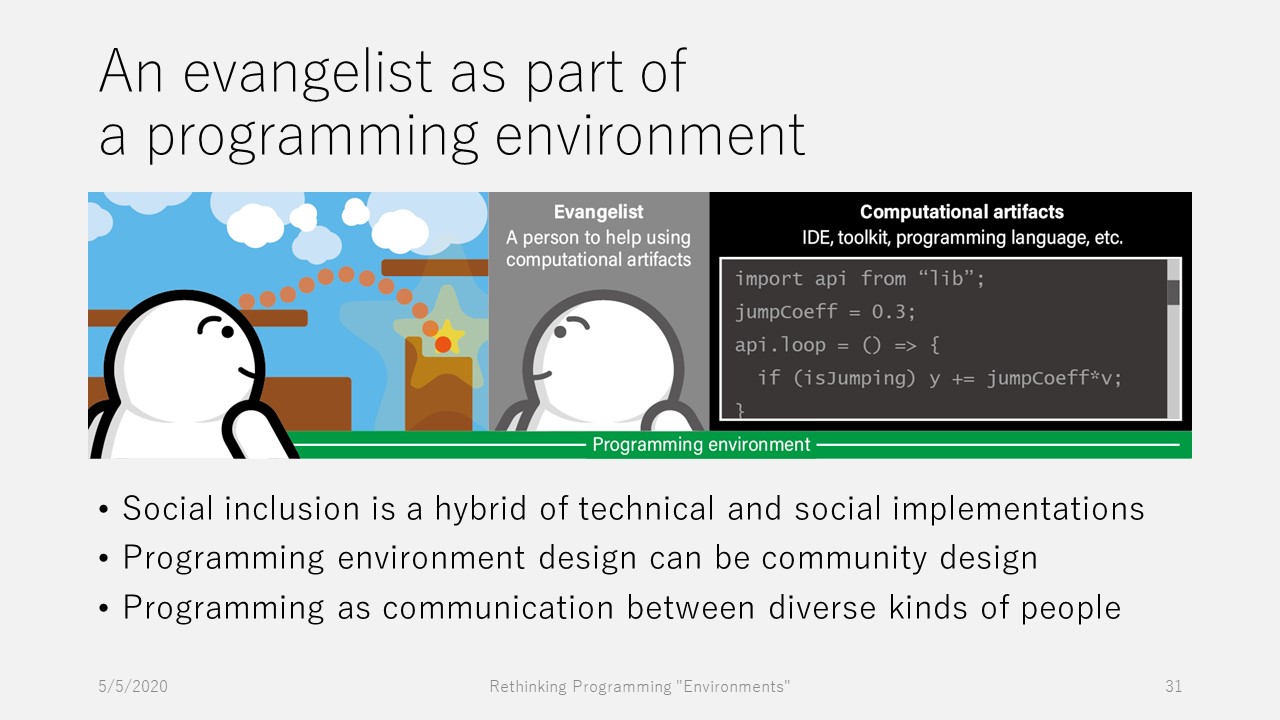 An evangelist as part of
a programming environment
Evangelist
A person to help using
computational artifacts
Computational artifacts
IDE, toolkit, programming language, etc.
import api from “lib”;
jumpCoeff = 0.3;
api.loop = () => {
if (isJumping) y += jumpCoeff*v;
}
Programming environment
• Social inclusion is a hybrid of technical and social implementations
• Programming environment design can be community design
• Programming as communication between diverse kinds of people
5/5/2020
Rethinking Programming "Environments"
31